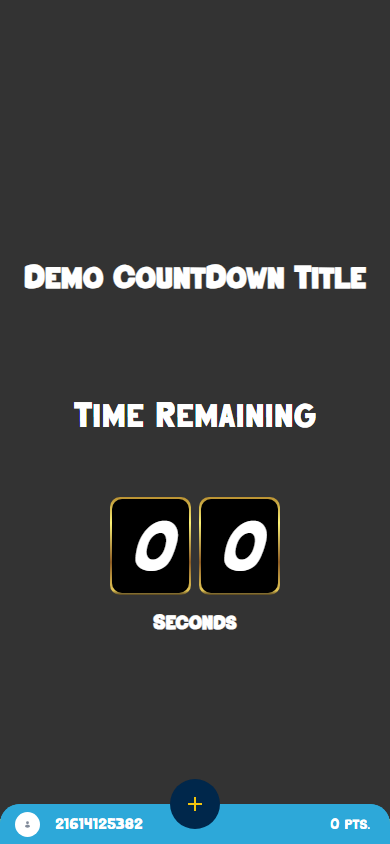 Demo CountDown Title
Time Remaining
0 0
Seconds
21614125382
0 pts.